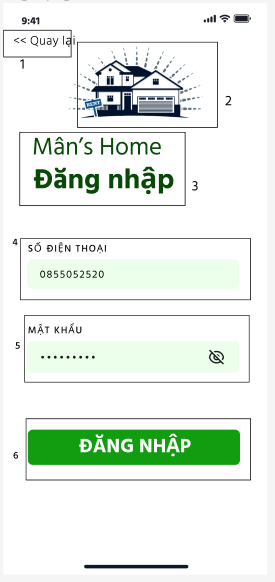 9:41
<< Quay lại
1
RENT
2
Mân's Home
Đăng nhập
3
4
SỐ ĐIỆN THOẠI
0855052520
5
MẬT KHẨU
•••••••••
6
ĐĂNG NHẬP